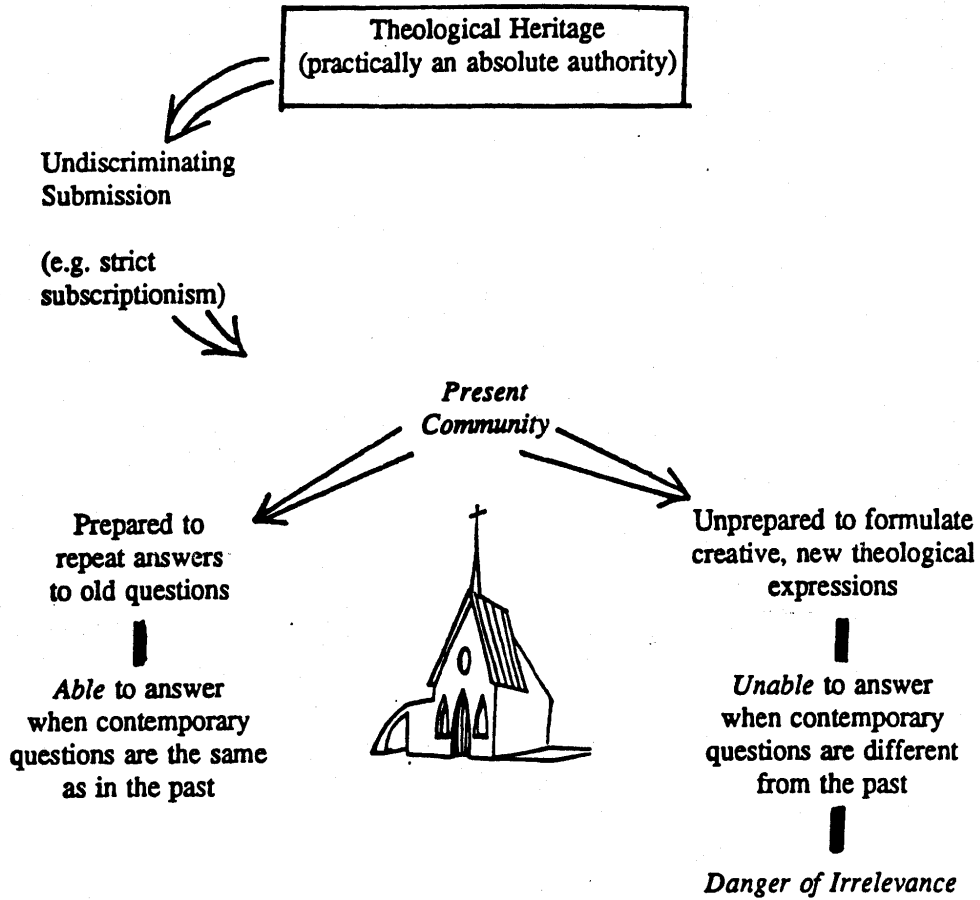 Theological Heritage
(practically an absolute authority)
Undiscriminating
Submission
(e.g. strict
subscriptionism)
Present
Community
Prepared to
repeat answers
to old questions
Able to answer
when contemporary
questions are the same
as in the past
Unprepared to formulate
creative, new theological
expressions
Unable to answer
when contemporary
questions are different
from the past
Danger of Irrelevance